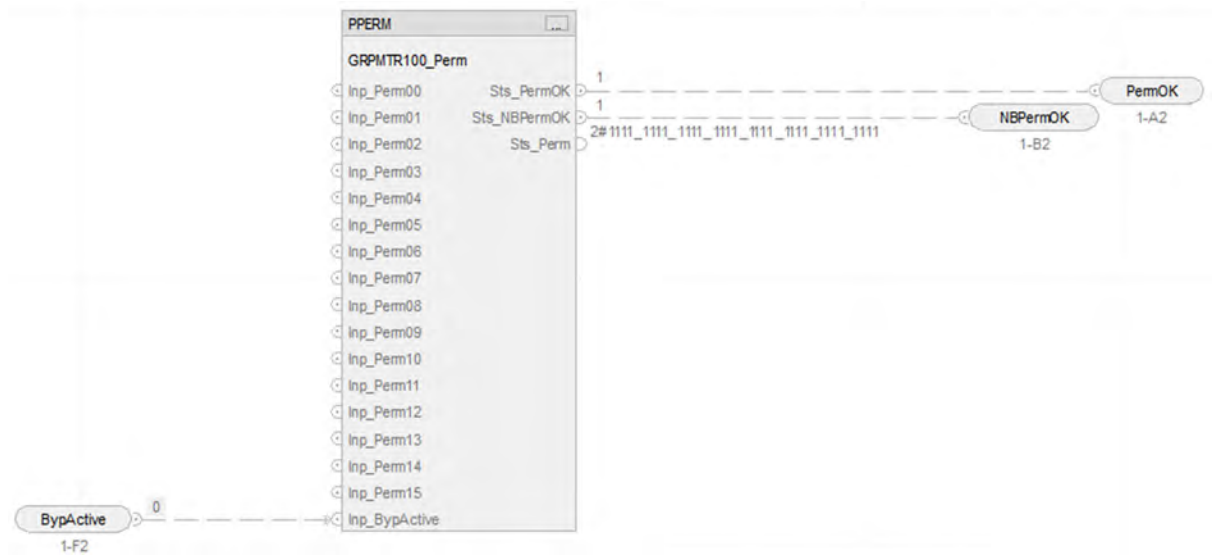 PPERM ...
GRPMTR100_Perm
Inp_Perm00 Sts_PermOK 1 PermOK
1-A2
Inp_Perm01 Sts_NBPermOK 1 NBPermOK
1-B2
Inp_Perm02 Sts_Perm 2#1111_1111_1111_1111_1111_1111_1111_1111
Inp_Perm03
Inp_Perm04
Inp_Perm05
Inp_Perm06
Inp_Perm07
Inp_Perm08
Inp_Perm09
Inp_Perm10
Inp_Perm11
Inp_Perm12
Inp_Perm13
Inp_Perm14
Inp_Perm15
BypActive 0 Inp_BypActive
1-F2